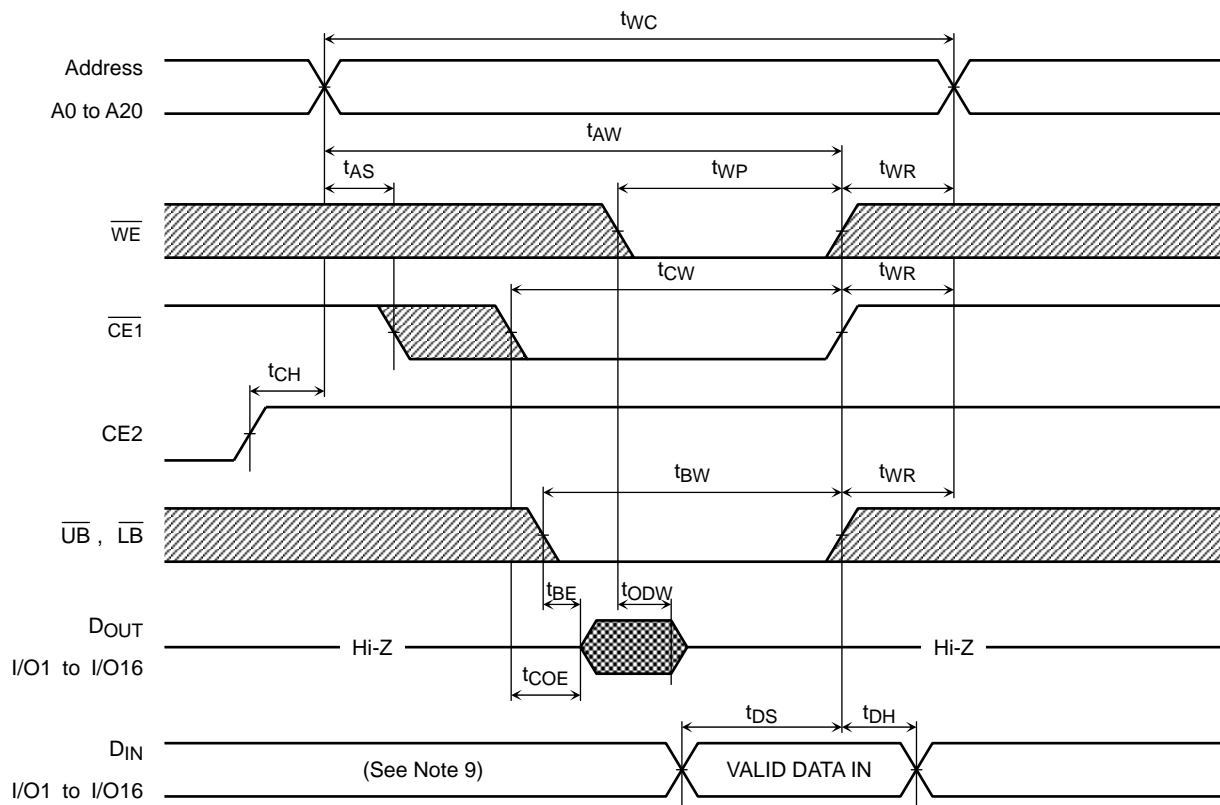 tWC
Address
A0 to A20
tAW
tAS tWP tWR
WE
tCW tWR
CE1
tCH
CE2
tBW tWR
UB , LB
tBE tODW
DOUT
Hi-Z Hi-Z
I/O1 to I/O16
tCOE
tDS tDH
DIN
(See Note 9) VALID DATA IN
I/O1 to I/O16